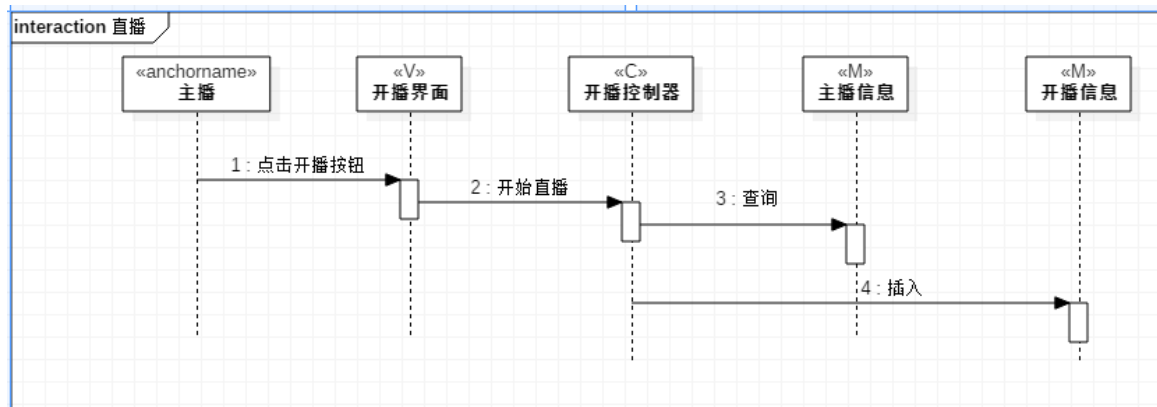 interaction 直播
«anchorname»
主播
«V»
开播界面
«C»
开播控制器
«M»
主播信息
«M»
开播信息
1 : 点击开播按钮
2 : 开始直播
3 : 查询
4 : 插入